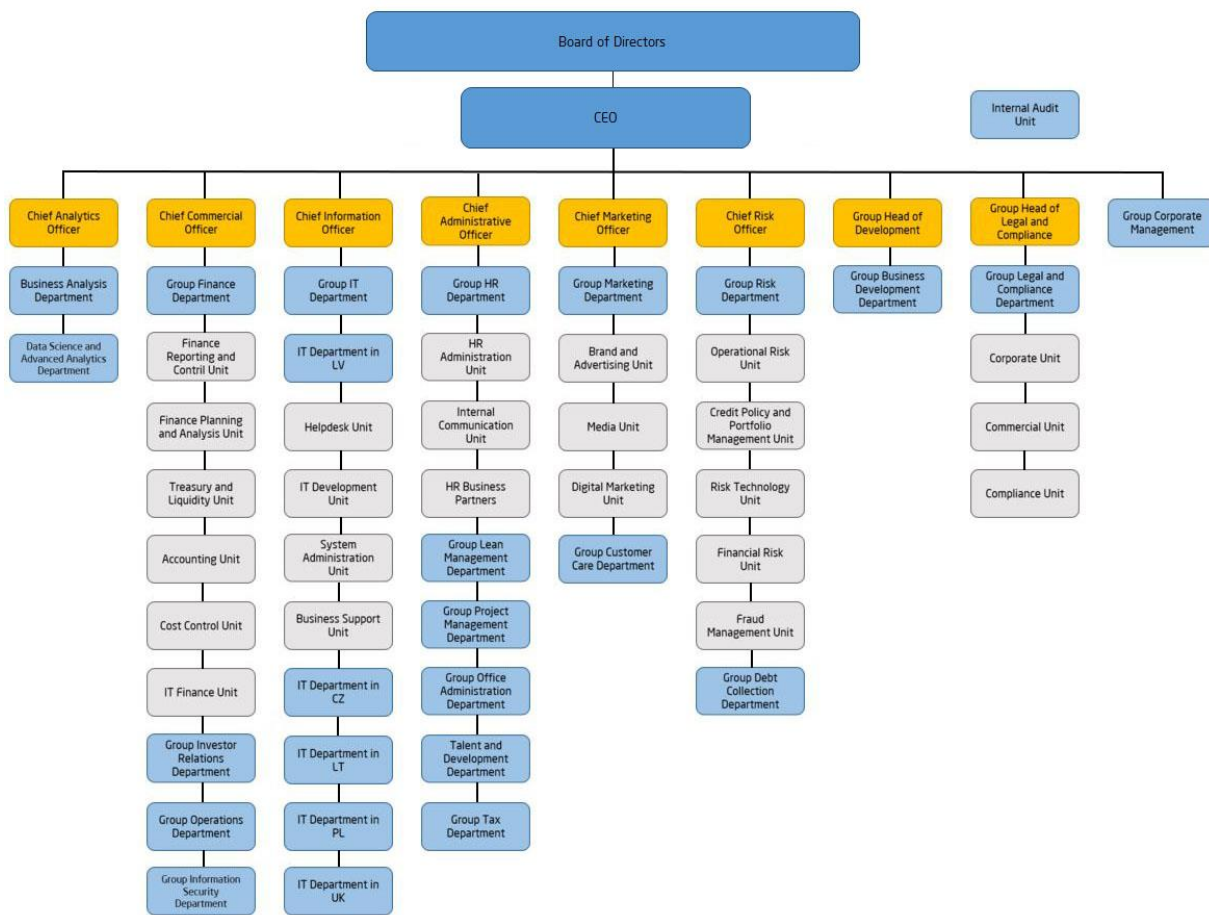 Board of Directors
CEO
Internal Audit
Unit
Chief Analytics
Officer
Business Analysis
Department
Data Science and
Advanced Analytics
Department
Chief Commercial
Officer
Group Finance
Department
Finance
Reporting and
Contril Unit
Finance Planning
and Analysis Unit
Treasury and
Liquidity Unit
Accounting Unit
Cost Control Unit
IT Finance Unit
Group Investor
Relations
Department
Group Operations
Department
Group Information
Security
Department
Chief Information
Officer
Group IT
Department
IT Department in
LV
Helpdesk Unit
IT Development
Unit
System
Administration
Unit
Business Support
Unit
IT Department in
CZ
IT Department in
LT
IT Department in
PL
IT Department in
UK
Chief
Administrative
Officer
Group HR
Department
HR
Administration
Unit
Internal
Communication
Unit
HR Business
Partners
Group Lean
Management
Department
Group Project
Management
Department
Group Office
Administration
Department
Talent and
Development
Department
Group Tax
Department
Chief Marketing
Officer
Group Marketing
Department
Brand and
Advertising Unit
Media Unit
Digital Marketing
Unit
Group Customer
Care Department
Chief Risk
Officer
Group Risk
Department
Operational Risk
Unit
Credit Policy and
Portfolio
Management Unit
Risk Technology
Unit
Financial Risk
Unit
Fraud
Management Unit
Group Debt
Collection
Department
Group Head of
Development
Group Business
Development
Department
Group Head of
Legal and
Compliance
Group Legal and
Compliance
Department
Corporate Unit
Commercial Unit
Compliance Unit
Group Corporate
Management